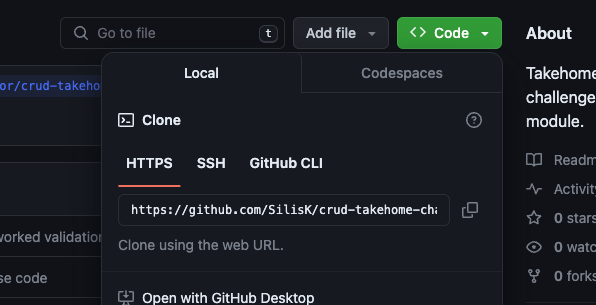 Go to file
t
Add file
Code
About
Local
Codespaces
Takehome
challenge
module.
or/crud-takeho
Clone
HTTPS
SSH
GitHub CLI
https://github.com/SilisK/crud-takehome-cha
Clone using the web URL.
Open with GitHub Desktop
worked validation
se code
Readm
Activity
0 stars
0 watc
0 forks